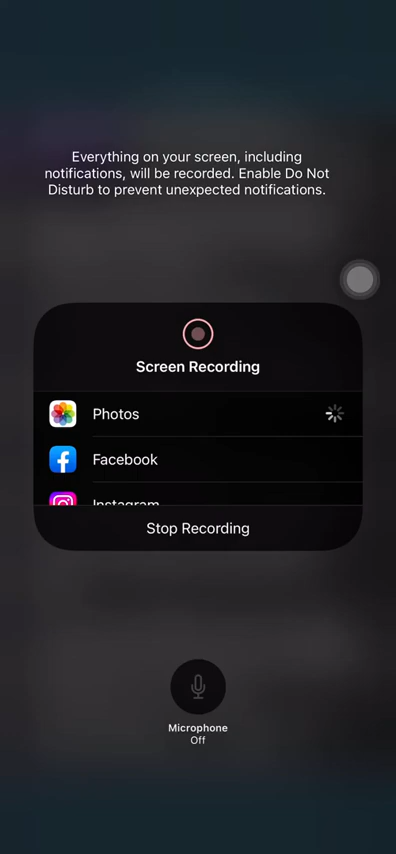 Everything on your screen, including
notifications, will be recorded. Enable Do Not
Disturb to prevent unexpected notifications.
Screen Recording
Photos
Facebook
Instagram
Stop Recording
Microphone
Off